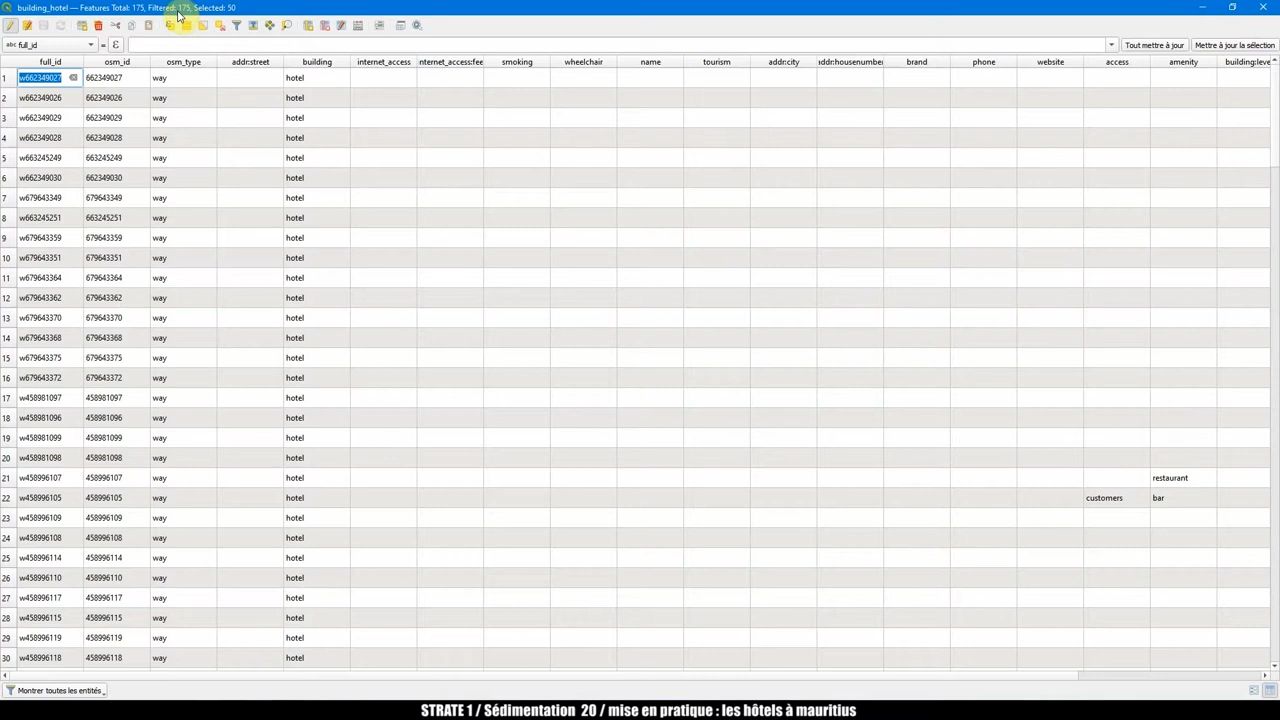 building_hotel — Features Total: 175, Filtered: 175, Selected: 50
abc full_id = ε Tout mettre à jour Mettre à jour la sélection
full_id osm_id osm_type addr:street building internet_access nternet_access:fee smoking wheelchair name tourism addr:city addr:housenumber brand phone website access amenity building:leve
1 w662349027 662349027 way hotel
2 w662349026 662349026 way hotel
3 w662349029 662349029 way hotel
4 w662349028 662349028 way hotel
5 w663245249 663245249 way hotel
6 w662349030 662349030 way hotel
7 w679643349 679643349 way hotel
8 w663245251 663245251 way hotel
9 w679643359 679643359 way hotel
10 w679643351 679643351 way hotel
11 w679643364 679643364 way hotel
12 w679643362 679643362 way hotel
13 w679643370 679643370 way hotel
14 w679643368 679643368 way hotel
15 w679643375 679643375 way hotel
16 w679643372 679643372 way hotel
17 w458981097 458981097 way hotel
18 w458981096 458981096 way hotel
19 w458981099 458981099 way hotel
20 w458981098 458981098 way hotel
21 w458996107 458996107 way hotel restaurant
22 w458996105 458996105 way hotel customers bar
23 w458996109 458996109 way hotel
24 w458996108 458996108 way hotel
25 w458996114 458996114 way hotel
26 w458996110 458996110 way hotel
27 w458996117 458996117 way hotel
28 w458996115 458996115 way hotel
29 w458996119 458996119 way hotel
30 w458996118 458996118 way hotel
Montrer toutes les entités
STRATE 1 / Sédimentation 20 / mise en pratique : les hôtels à mauritius